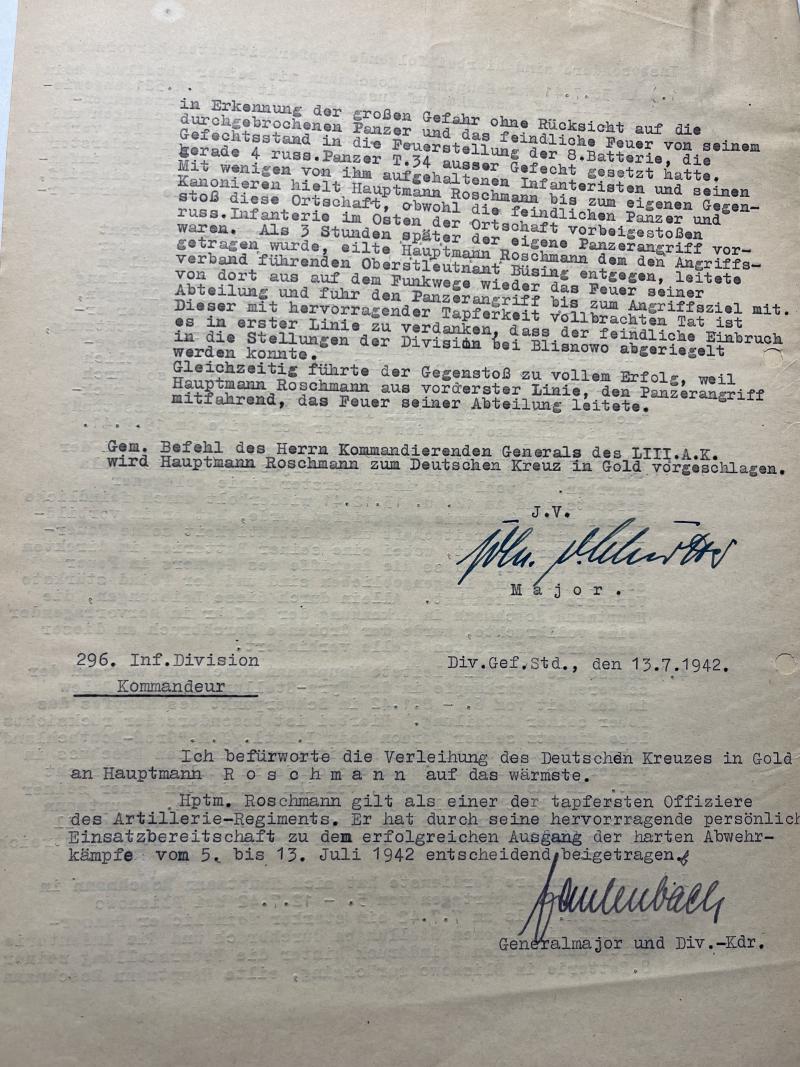 in Erkennung der großen Gefahr ohne Rücksicht auf die
durchgebrochenen Panzer und das feindliche Feuer von seinem
Gefechtsstand in die Feuerstellung der 8.Batterie, die
gerade 4 russ.Panzer T.34 ausser Gefecht gesetzt hatte.
Mit wenigen von ihm aufgehaltenen Infanteristen und seinen
Kanonieren hielt Hauptmann Roschmann bis zum eigenen Gegen-
stoß diese Ortschaft, obwohl die feindlichen Panzer und
russ.Infanterie im Osten der Ortschaft vorbeigestoßen
waren. Als 3 Stunden später der eigene Panzerangriff vor-
getragen wurde, eilte Hauptmann Roschmann dem den Angriffs-
verband führenden Oberstleutnant Büsing entgegen, leitete
von dort aus auf dem Funkwege wieder das Feuer seiner
Abteilung und fuhr den Panzerangriff bis zum Angriffsziel mit.
Dieser mit hervorragender Tapferkeit vollbrachten Tat ist
es in erster Linie zu verdanken, dass der feindliche Einbruch
in die Stellungen der Division bei Blisnowo abgeriegelt
werden konnte.
Gleichzeitig führte der Gegenstoß zu vollem Erfolg, weil
Hauptmann Roschmann aus vorderster Linie, den Panzerangriff
mitfahrend, das Feuer seiner Abteilung leitete.
Gem. Befehl des Herrn Kommandierenden Generals des LIII.A.K.
wird Hauptmann Roschmann zum Deutschen Kreuz in Gold vorgeschlagen.
J.V.
M a j o r .
296. Inf.Division
Div.Gef.Std., den 13.7.1942.
Kommandeur
Ich befürworte die Verleihung des Deutschen Kreuzes in Gold
an Hauptmann R o s c h m a n n auf das wärmste.
Hptm. Roschmann gilt als einer der tapfersten Offiziere
des Artillerie-Regiments. Er hat durch seine hervorrragende persönlich
Einsatzbereitschaft zu dem erfolgreichen Ausgang der harten Abwehr-
kämpfe vom 5. bis 13. Juli 1942 entscheidend beigetragen.
Generalmajor und Div.-Kdr.